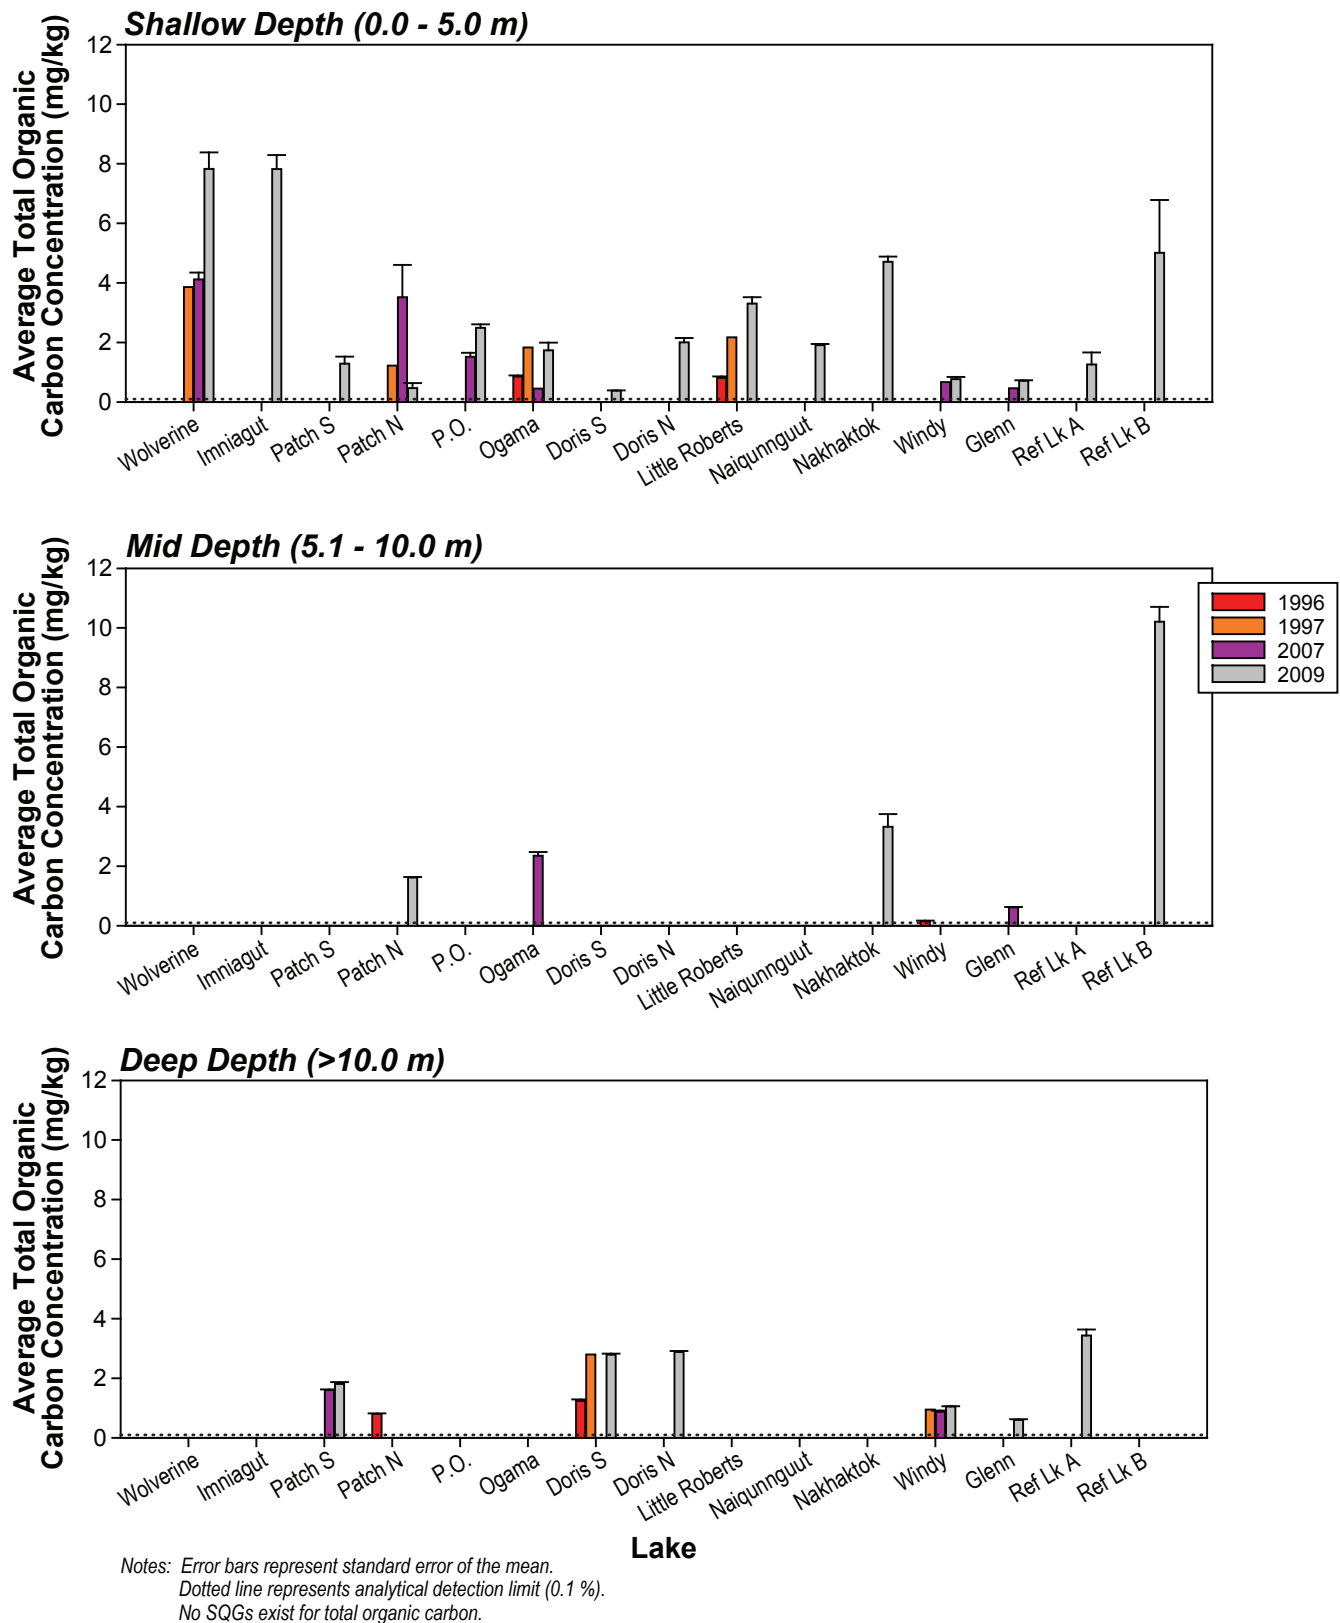 Shallow Depth (0.0 - 5.0 m)
Average Total Organic
Carbon Concentration (mg/kg)
12
10
8
6
4
2
0
Wolverine
Imniagut
Patch S
Patch N
P.O.
Ogama
Doris S
Doris N
Little Roberts
Naiqunnguut
Nakhaktok
Windy
Glenn
Ref Lk A
Ref Lk B
Mid Depth (5.1 - 10.0 m)
Average Total Organic
Carbon Concentration (mg/kg)
12
10
8
6
4
2
0
1996
1997
2007
2009
Wolverine
Imniagut
Patch S
Patch N
P.O.
Ogama
Doris S
Doris N
Little Roberts
Naiqunnguut
Nakhaktok
Windy
Glenn
Ref Lk A
Ref Lk B
Deep Depth (>10.0 m)
Average Total Organic
Carbon Concentration (mg/kg)
12
10
8
6
4
2
0
Wolverine
Imniagut
Patch S
Patch N
P.O.
Ogama
Doris S
Doris N
Little Roberts
Naiqunnguut
Nakhaktok
Windy
Glenn
Ref Lk A
Ref Lk B
Lake
Notes: Error bars represent standard error of the mean.
Dotted line represents analytical detection limit (0.1 %).
No SQGs exist for total organic carbon.